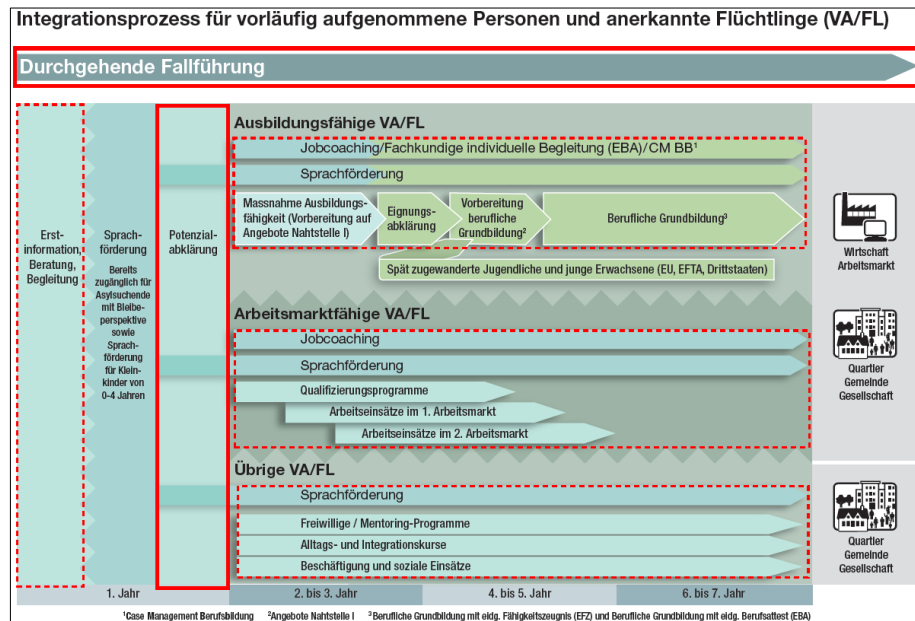 Integrationsprozess für vorläufig aufgenommene Personen und anerkannte Flüchtlinge (VA/FL)
Durchgehende Fallführung
Erst-
information,
Beratung,
Begleitung
Sprach-
förderung
Bereits
zugänglich für
Asylsuchende
mit Bleibe-
perspektive
sowie
Sprach-
förderung
für Klein-
kinder von
0-4 Jahren
Potenzial-
abklärung
Ausbildungsfähige VA/FL
Jobcoaching/Fachkundige individuelle Begleitung (EBA)/CM BB¹
Sprachförderung
Massnahme Ausbildungs-
fähigkeit (Vorbereitung auf
Angebote Nahtstelle I)
Eignungs-
abklärung
Vorbereitung
berufliche
Grundbildung²
Berufliche Grundbildung³
Spät zugewanderte Jugendliche und junge Erwachsene (EU, EFTA, Drittstaaten)
Arbeitsmarktfähige VA/FL
Jobcoaching
Sprachförderung
Qualifizierungsprogramme
Arbeitseinsätze im 1. Arbeitsmarkt
Arbeitseinsätze im 2. Arbeitsmarkt
Übrige VA/FL
Sprachförderung
Freiwillige / Mentoring-Programme
Alltags- und Integrationskurse
Beschäftigung und soziale Einsätze
Wirtschaft
Arbeitsmarkt
Quartier
Gemeinde
Gesellschaft
Quartier
Gemeinde
Gesellschaft
1. Jahr
2. bis 3. Jahr
4. bis 5. Jahr
6. bis 7. Jahr
¹Case Management Berufsbildung ²Angebote Nahtstelle I ³Berufliche Grundbildung mit eidg. Fähigkeitszeugnis (EFZ) und Berufliche Grundbildung mit eidg. Berufsattest (EBA)